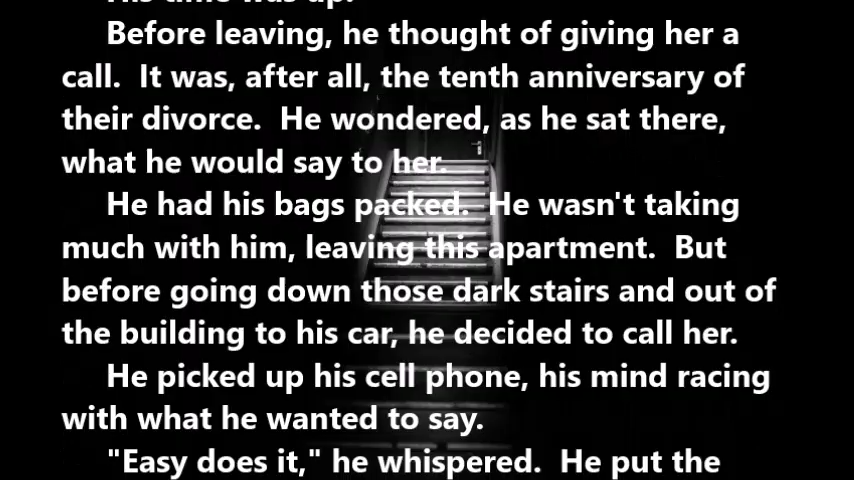 His time was up.
Before leaving, he thought of giving her a
call.  It was, after all, the tenth anniversary of
their divorce.  He wondered, as he sat there,
what he would say to her.
He had his bags packed.  He wasn't taking
much with him, leaving this apartment.  But
before going down those dark stairs and out of
the building to his car, he decided to call her.
He picked up his cell phone, his mind racing
with what he wanted to say.
"Easy does it," he whispered.  He put the